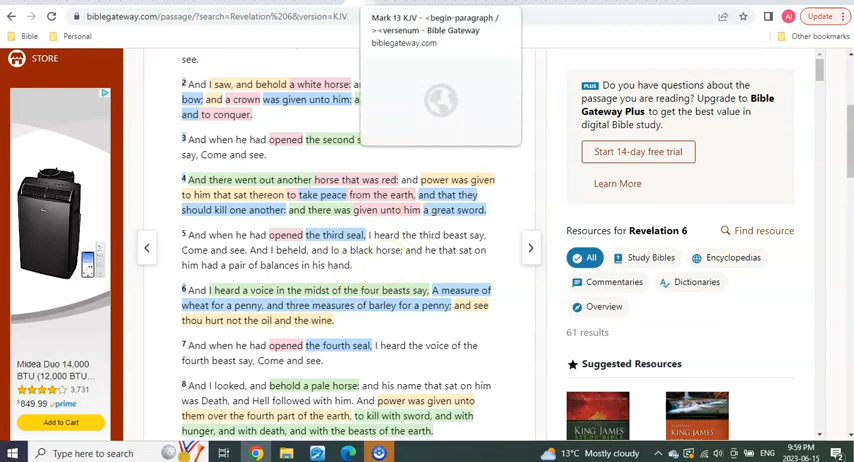 biblegateway.com/passage/?search=Revelation%206&version=KJV
AI
Update
Bible
Personal
Other bookmarks
Mark 13 KJV - <begin-paragraph /
><versenum - Bible Gateway
biblegateway.com
STORE
see.
2 And I saw, and behold a white horse:
bow; and a crown was given unto him:
and to conquer.
3 And when he had opened the second
say, Come and see.
4 And there went out another horse that was red: and power was given
to him that sat thereon to take peace from the earth, and that they
should kill one another: and there was given unto him a great sword.
5 And when he had opened the third seal, I heard the third beast say,
Come and see. And I beheld, and lo a black horse; and he that sat on
him had a pair of balances in his hand.
6 And I heard a voice in the midst of the four beasts say, A measure of
wheat for a penny, and three measures of barley for a penny; and see
thou hurt not the oil and the wine.
7 And when he had opened the fourth seal, I heard the voice of the
fourth beast say, Come and see.
8 And I looked, and behold a pale horse: and his name that sat on him
was Death, and Hell followed with him. And power was given unto
them over the fourth part of the earth, to kill with sword, and with
hunger, and with death, and with the beasts of the earth.
Midea Duo 14,000
BTU (12,000 BTU…
3,731
$849.99 prime
Add to Cart
PLUS Do you have questions about the
passage you are reading? Upgrade to Bible
Gateway Plus to get the best value in
digital Bible study.
Start 14-day free trial
Learn More
Resources for Revelation 6
Find resource
All
Study Bibles
Encyclopedias
Commentaries
Dictionaries
Overview
61 results
Suggested Resources
KING JAMES
KING JAMES
Type here to search
13°C Mostly cloudy
ENG
9:59 PM
2023-06-15
2